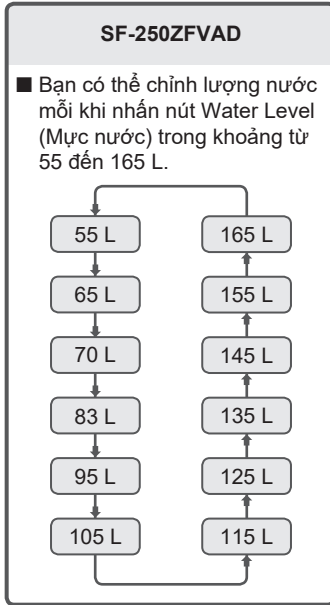 SF-250ZFVAD
■ Bạn có thể chỉnh lượng nước
mỗi khi nhấn nút Water Level
(Mực nước) trong khoảng từ
55 đến 165 L.
55 L
65 L
70 L
83 L
95 L
105 L
115 L
125 L
135 L
145 L
155 L
165 L